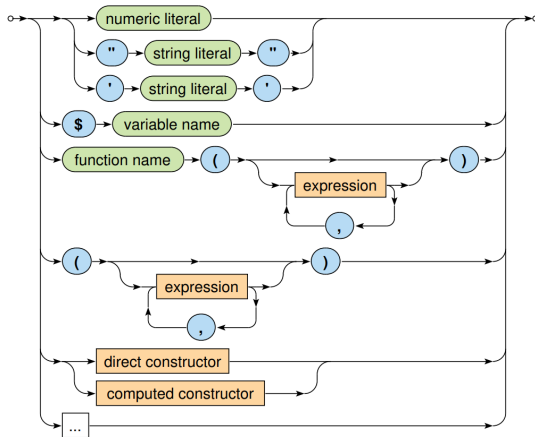 numeric literal
" string literal "
' string literal '
$ variable name
function name ( )
expression
,
( )
expression
,
direct constructor
computed constructor
...